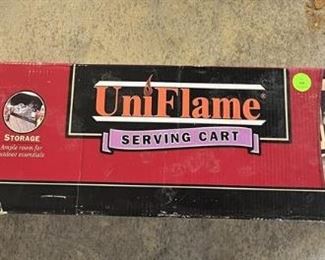 STORAGE
Ample room for
outdoor essentials
UniFlame®
SERVING CART